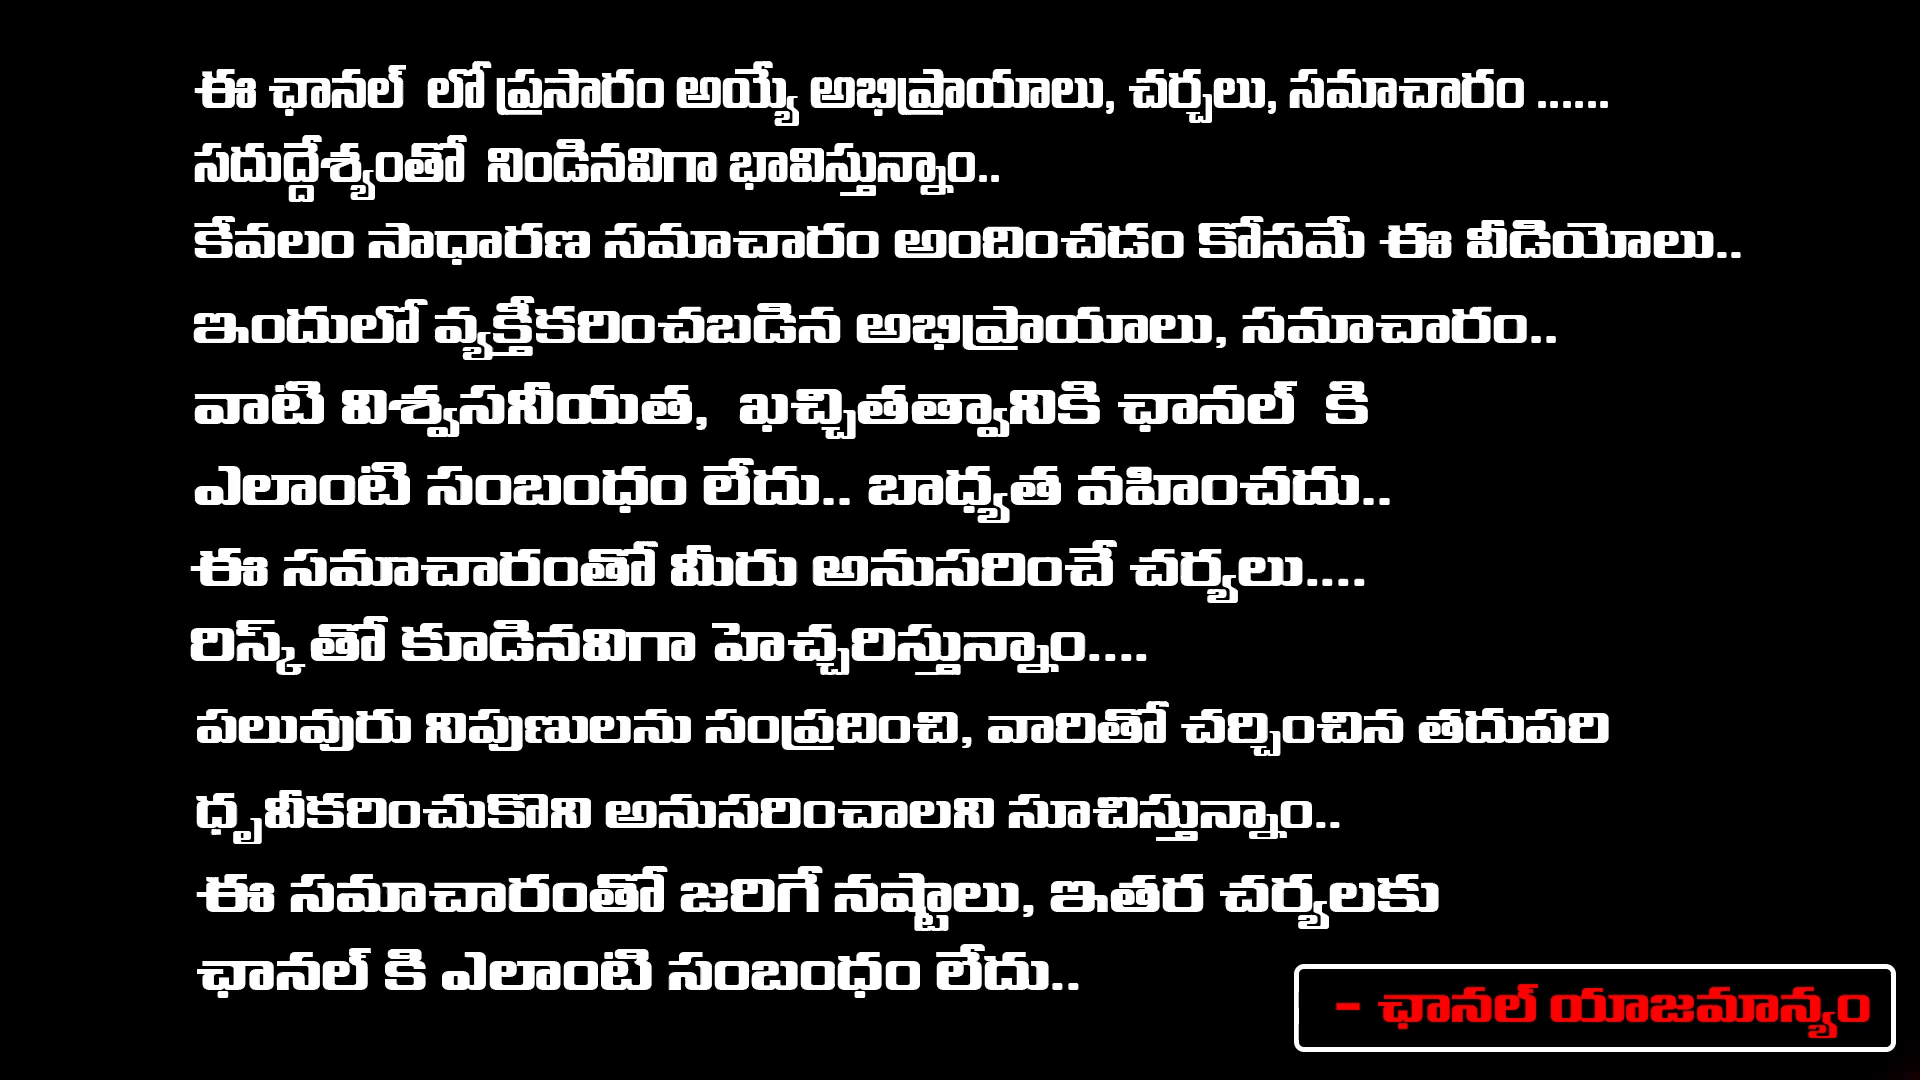 ఈ ఛానల్ లో ప్రసారం అయ్యే అభిప్రాయాలు, చర్చలు, సమాచారం ......
సదుద్దేశ్యంతో నిండినవిగా భావిస్తున్నాం..
కేవలం సాధారణ సమాచారం అందించడం కోసమే ఈ వీడియోలు..
ఇందులో వ్యక్తీకరించబడిన అభిప్రాయాలు, సమాచారం..
వాటి విశ్వసనీయత, ఖచ్చితత్వానికి ఛానల్ కి
ఎలాంటి సంబంధం లేదు.. బాధ్యత వహించదు..
ఈ సమాచారంతో మీరు అనుసరించే చర్యలు....
రిస్క్ తో కూడినవిగా హెచ్చరిస్తున్నాం....
పలువురు నిపుణులను సంప్రదించి, వారితో చర్చించిన తదుపరి
ధృవీకరించుకొని అనుసరించాలని సూచిస్తున్నాం..
ఈ సమాచారంతో జరిగే నష్టాలు, ఇతర చర్యలకు
ఛానల్ కి ఎలాంటి సంబంధం లేదు..
- ఛానల్ యాజమాన్యం